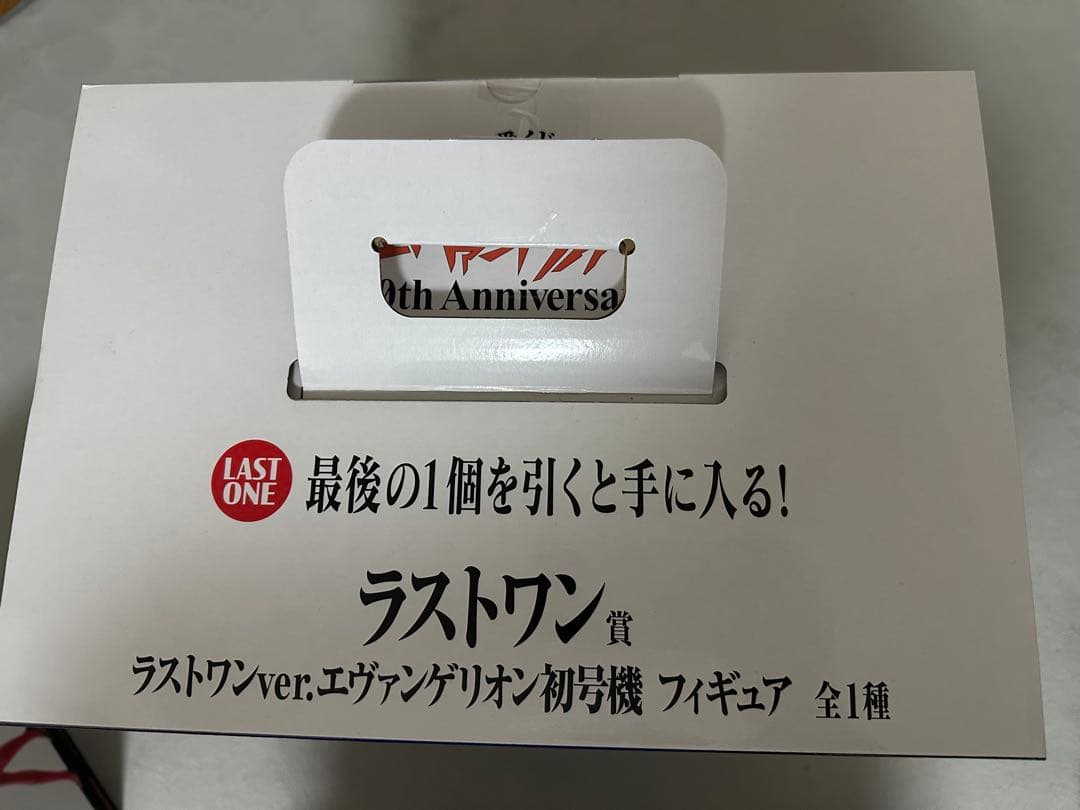 th Anniversa
LAST
ONE
最後の1個を引くと手に入る!
ラストワン賞
ラストワンver.エヴァンゲリオン初号機 フィギュア 全1種